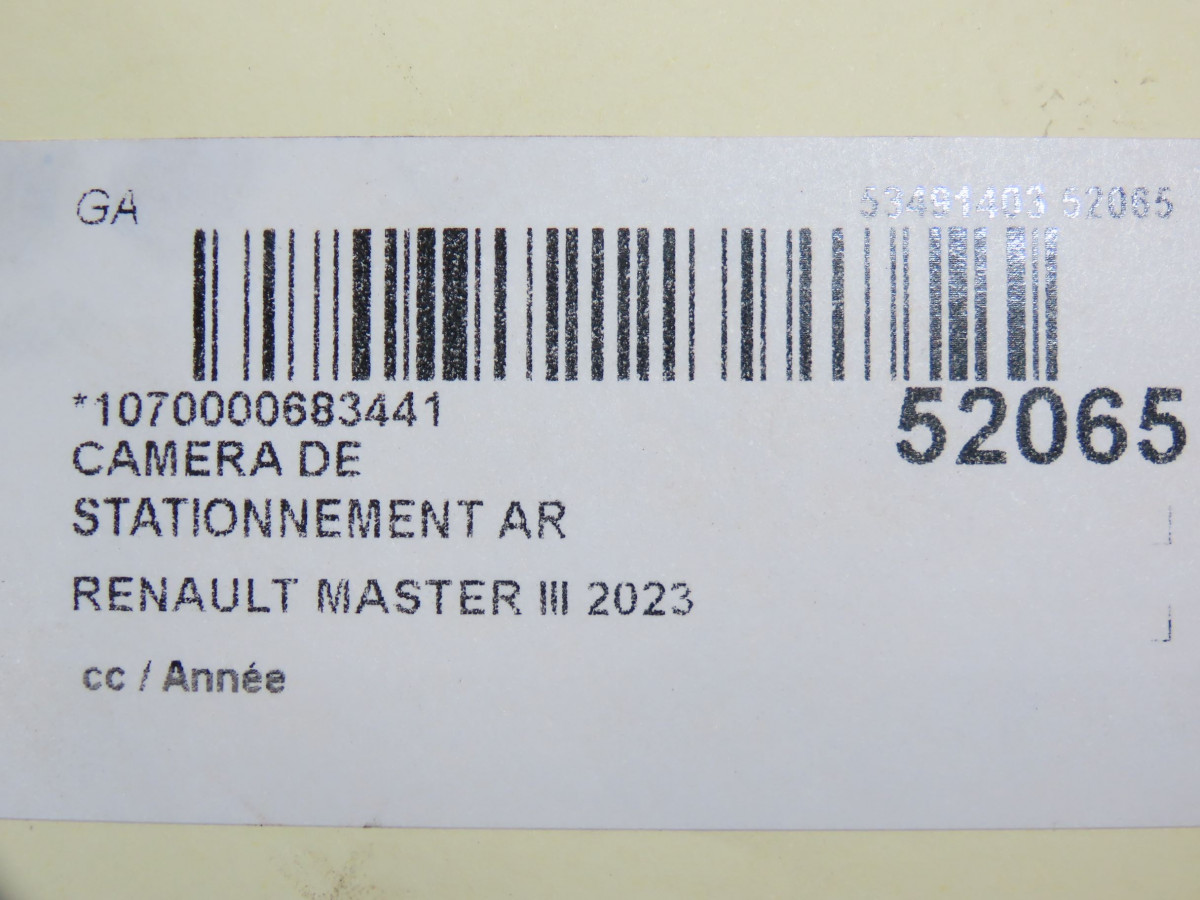 GA
53491403 52065
*1070000683441
52065
CAMERA DE
STATIONNEMENT AR
RENAULT MASTER III 2023
cc / Année